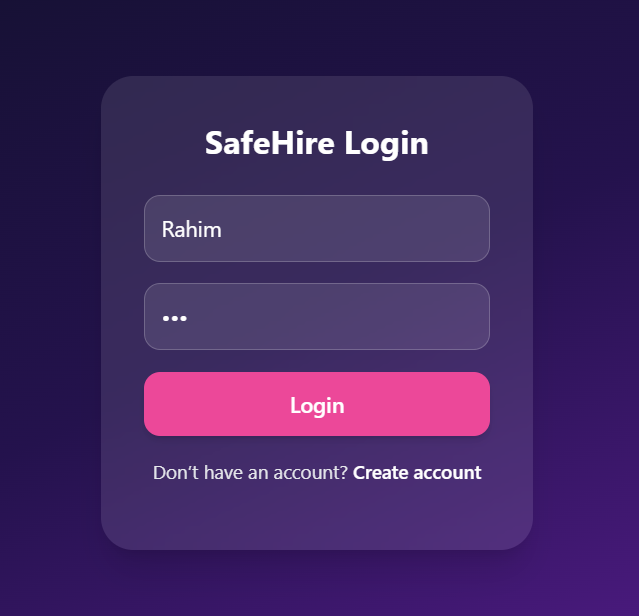 SafeHire Login
Rahim
•••
Login
Don’t have an account? Create account